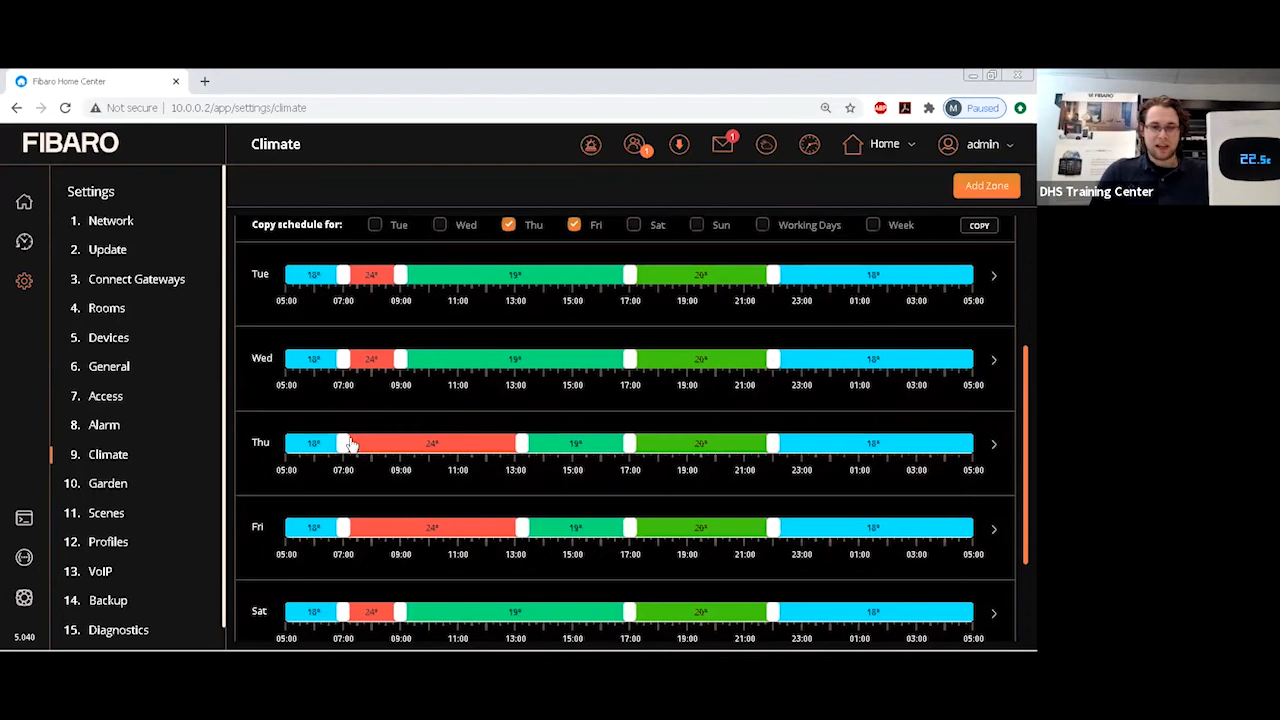 Fibaro Home Center
Not secure | 10.0.0.2/app/settings/climate
ABP
M Paused
FIBARO
Climate
1
1
Home
admin
FIBARO
22.5c
DHS Training Center
Settings
Add Zone
1. Network
2. Update
3. Connect Gateways
4. Rooms
5. Devices
6. General
7. Access
8. Alarm
9. Climate
10. Garden
11. Scenes
12. Profiles
13. VoIP
14. Backup
15. Diagnostics
5.040
Copy schedule for: Tue Wed Thu Fri Sat Sun Working Days Week COPY
Tue 18° 24° 19° 20° 18°
05:00 07:00 09:00 11:00 13:00 15:00 17:00 19:00 21:00 23:00 01:00 03:00 05:00
Wed 18° 24° 19° 20° 18°
05:00 07:00 09:00 11:00 13:00 15:00 17:00 19:00 21:00 23:00 01:00 03:00 05:00
Thu 18° 24° 19° 20° 18°
05:00 07:00 09:00 11:00 13:00 15:00 17:00 19:00 21:00 23:00 01:00 03:00 05:00
Fri 18° 24° 19° 20° 18°
05:00 07:00 09:00 11:00 13:00 15:00 17:00 19:00 21:00 23:00 01:00 03:00 05:00
Sat 18° 24° 19° 20° 18°
05:00 07:00 09:00 11:00 13:00 15:00 17:00 19:00 21:00 23:00 01:00 03:00 05:00